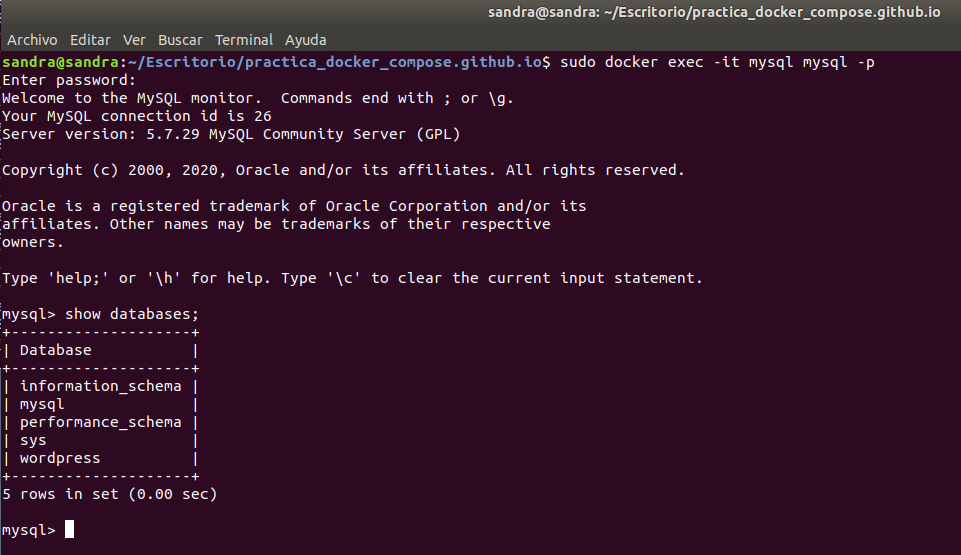 sandra@sandra: ~/Escritorio/practica_docker_compose.github.io
Archivo Editar Ver Buscar Terminal Ayuda
sandra@sandra:~/Escritorio/practica_docker_compose.github.io$ sudo docker exec -it mysql mysql -p
Enter password:
Welcome to the MySQL monitor.  Commands end with ; or \g.
Your MySQL connection id is 26
Server version: 5.7.29 MySQL Community Server (GPL)

Copyright (c) 2000, 2020, Oracle and/or its affiliates. All rights reserved.

Oracle is a registered trademark of Oracle Corporation and/or its
affiliates. Other names may be trademarks of their respective
owners.

Type 'help;' or '\h' for help. Type '\c' to clear the current input statement.

mysql> show databases;
+--------------------+
| Database           |
+--------------------+
| information_schema |
| mysql              |
| performance_schema |
| sys                |
| wordpress          |
+--------------------+
5 rows in set (0.00 sec)

mysql>